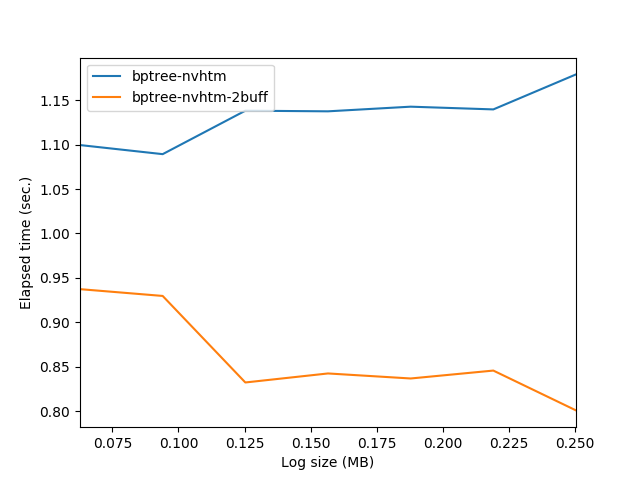 bptree-nvhtm
bptree-nvhtm-2buff
Elapsed time (sec.)
1.15
1.10
1.05
1.00
0.95
0.90
0.85
0.80
0.075 0.100 0.125 0.150 0.175 0.200 0.225 0.250
Log size (MB)